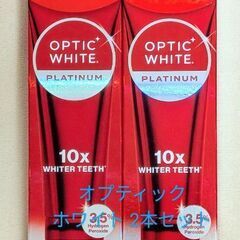 OPTIC WHITE
OPTIC WHITE
PLATINUM
PLATINUM
10x
10x
WHITER TEETH
WHITER TEETH
オプティック
ホワイト 2本セット
3.5%
Hydrogen
Peroxide
3.5
Hydrogen
Peroxide